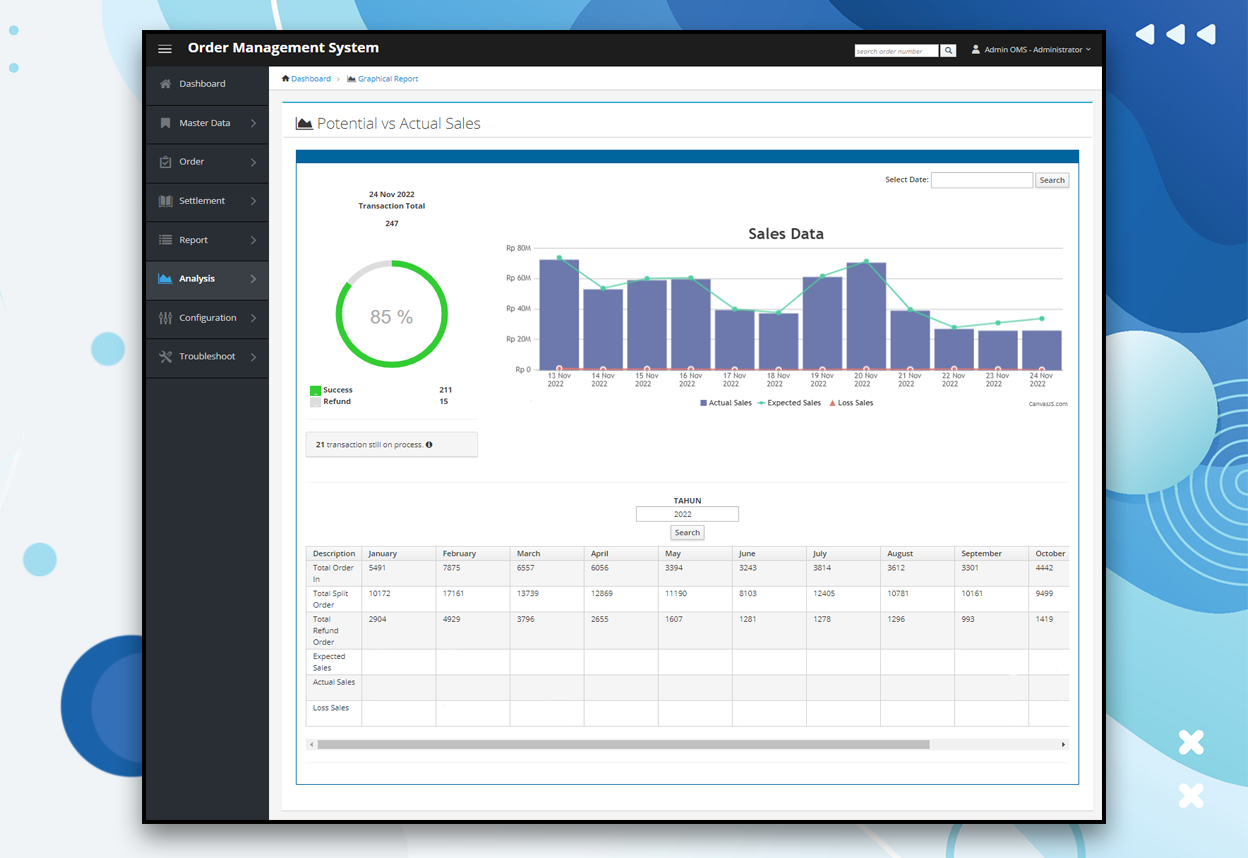 Order Management System
search order number
Admin OMS - Administrator
Dashboard
Master Data
Order
Settlement
Report
Analysis
Configuration
Troubleshoot
Dashboard > Graphical Report
Potential vs Actual Sales
Select Date: Search
24 Nov 2022
Transaction Total
247
85 %
Success 211
Refund 15
21 transaction still on process.
Sales Data
Rp 80M
Rp 60M
Rp 40M
Rp 20M
Rp 0
13 Nov 2022
14 Nov 2022
15 Nov 2022
16 Nov 2022
17 Nov 2022
18 Nov 2022
19 Nov 2022
20 Nov 2022
21 Nov 2022
22 Nov 2022
23 Nov 2022
24 Nov 2022
Actual Sales Expected Sales Loss Sales
CanvasJS.com
TAHUN
2022
Search
Description January February March April May June July August September October
Total Order In 5491 7875 6557 6056 3394 3243 3814 3612 3301 4442
Total Split Order 10172 17161 13739 12869 11190 8103 12405 10781 10161 9499
Total Refund Order 2904 4929 3796 2655 1607 1281 1278 1296 993 1419
Expected Sales
Actual Sales
Loss Sales